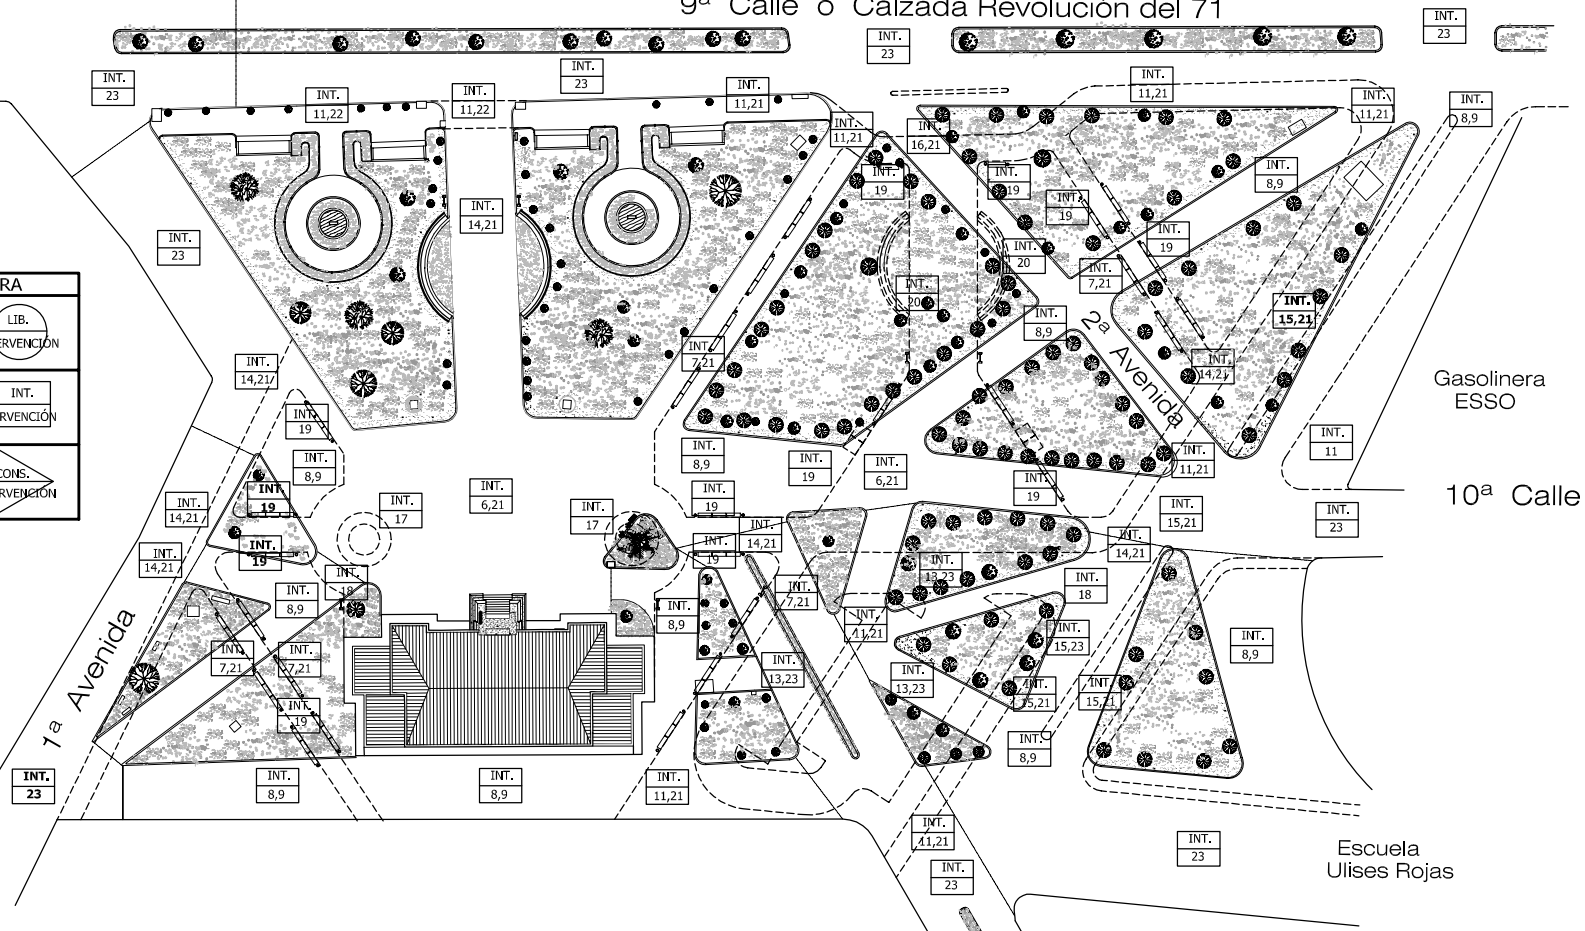 9ª Calle ó Calzada Revolución del 71
INT.
23
INT.
23
INT.
23
INT.
23
INT.
11,22
INT.
11,22
INT.
11,21
INT.
11,21
INT.
11,21
INT.
8,9
INT.
11,21
INT.
16,21
INT.
19
INT.
19
INT.
8,9
INT.
19
INT.
14,21
INT.
23
INT.
19
INT.
20
INT.
7,21
INT.
20
INT.
15,21
RA
LIB.
ERVENCIÓN
INT.
RVENCIÓN
CONS.
RVENCIÓN
INT.
8,9
2ª Avenida
INT.
7,21
INT.
14,21
INT.
14,21
Gasolinera
ESSO
INT.
19
INT.
8,9
INT.
8,9
INT.
19
INT.
6,21
INT.
11,21
INT.
11
INT.
19
INT.
14,21
INT.
19
INT.
17
INT.
6,21
INT.
17
INT.
19
INT.
14,21
INT.
15,21
INT.
23
10ª Calle
INT.
14,21
INT.
19
INT.
19
INT.
14,21
INT.
13,23
INT.
18
INT.
8,9
INT.
18
INT.
8,9
INT.
7,21
INT.
11,21
INT.
15,23
INT.
8,9
1ª Avenida
INT.
7,21
INT.
7,21
INT.
13,23
INT.
13,23
INT.
15,21
INT.
15,21
INT.
19
INT.
8,9
INT.
23
INT.
8,9
INT.
8,9
INT.
11,21
INT.
11,21
INT.
23
INT.
23
Escuela
Ulises Rojas